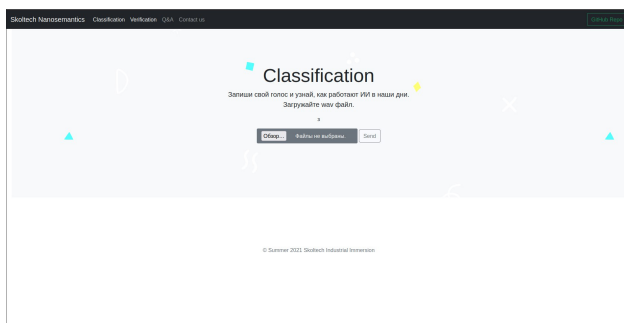 Skoltech Nanosemantics Classification Verification Q&A Contact us GitHub Repo
Classification
Запиши свой голос и узнай, как работают ИИ в наши дни.
Загружайте wav файл.
з
Обзор... Файлы не выбраны. Send
© Summer 2021 Skoltech Industrial Immersion